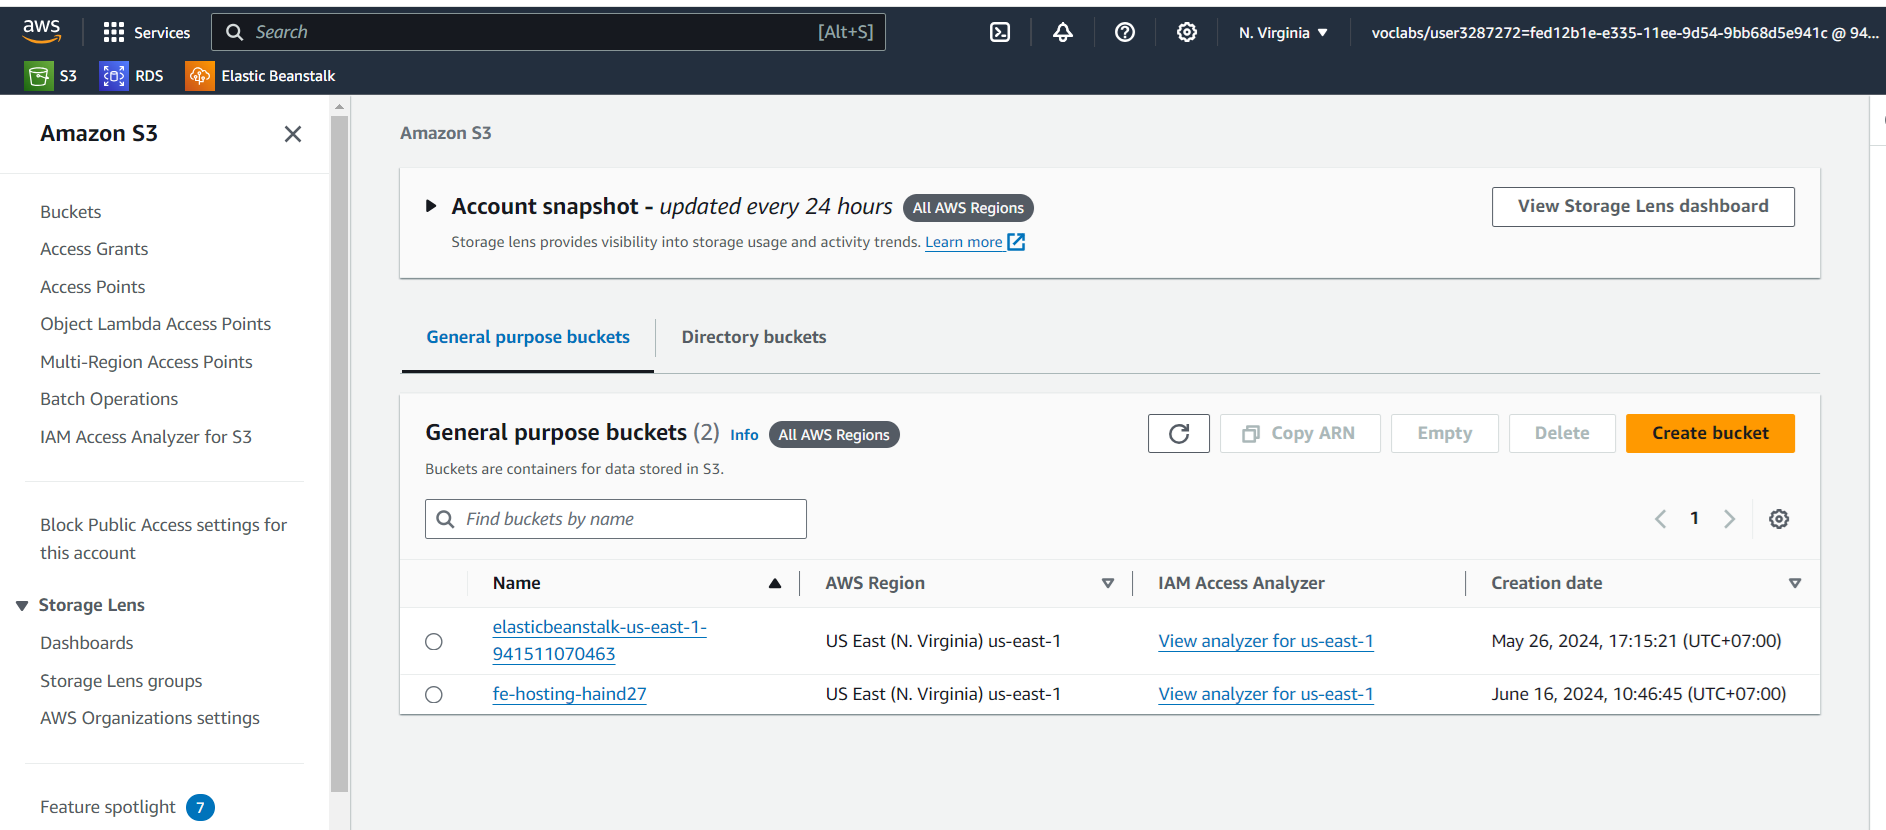 aws
Services
Search
[Alt+S]
N. Virginia
voclabs/user3287272=fed12b1e-e335-11ee-9d54-9bb68d5e941c @ 94...
S3
RDS
Elastic Beanstalk
Amazon S3
Buckets
Access Grants
Access Points
Object Lambda Access Points
Multi-Region Access Points
Batch Operations
IAM Access Analyzer for S3
Block Public Access settings for
this account
Storage Lens
Dashboards
Storage Lens groups
AWS Organizations settings
Feature spotlight 7
Amazon S3
Account snapshot - updated every 24 hours All AWS Regions
Storage lens provides visibility into storage usage and activity trends. Learn more
View Storage Lens dashboard
General purpose buckets
Directory buckets
General purpose buckets (2) Info All AWS Regions
Buckets are containers for data stored in S3.
Copy ARN
Empty
Delete
Create bucket
Find buckets by name
1
Name AWS Region IAM Access Analyzer Creation date
elasticbeanstalk-us-east-1-
941511070463
US East (N. Virginia) us-east-1
View analyzer for us-east-1
May 26, 2024, 17:15:21 (UTC+07:00)
fe-hosting-haind27
US East (N. Virginia) us-east-1
View analyzer for us-east-1
June 16, 2024, 10:46:45 (UTC+07:00)